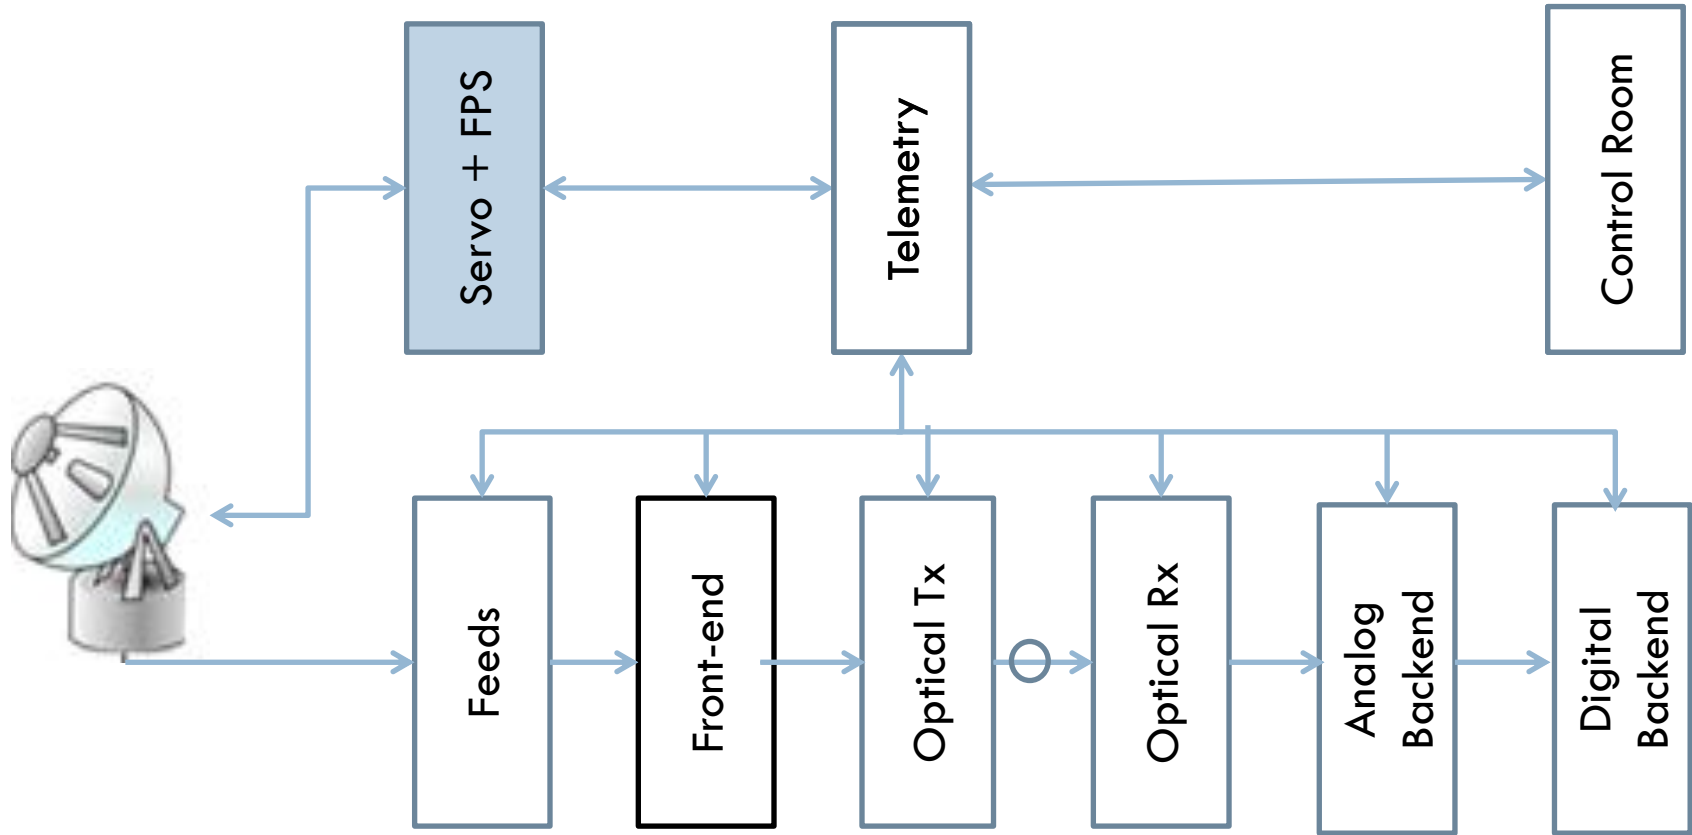 Servo + FPS
Telemetry
Control Room
Feeds
Front-end
Optical Tx
Optical Rx
Analog
Backend
Digital
Backend